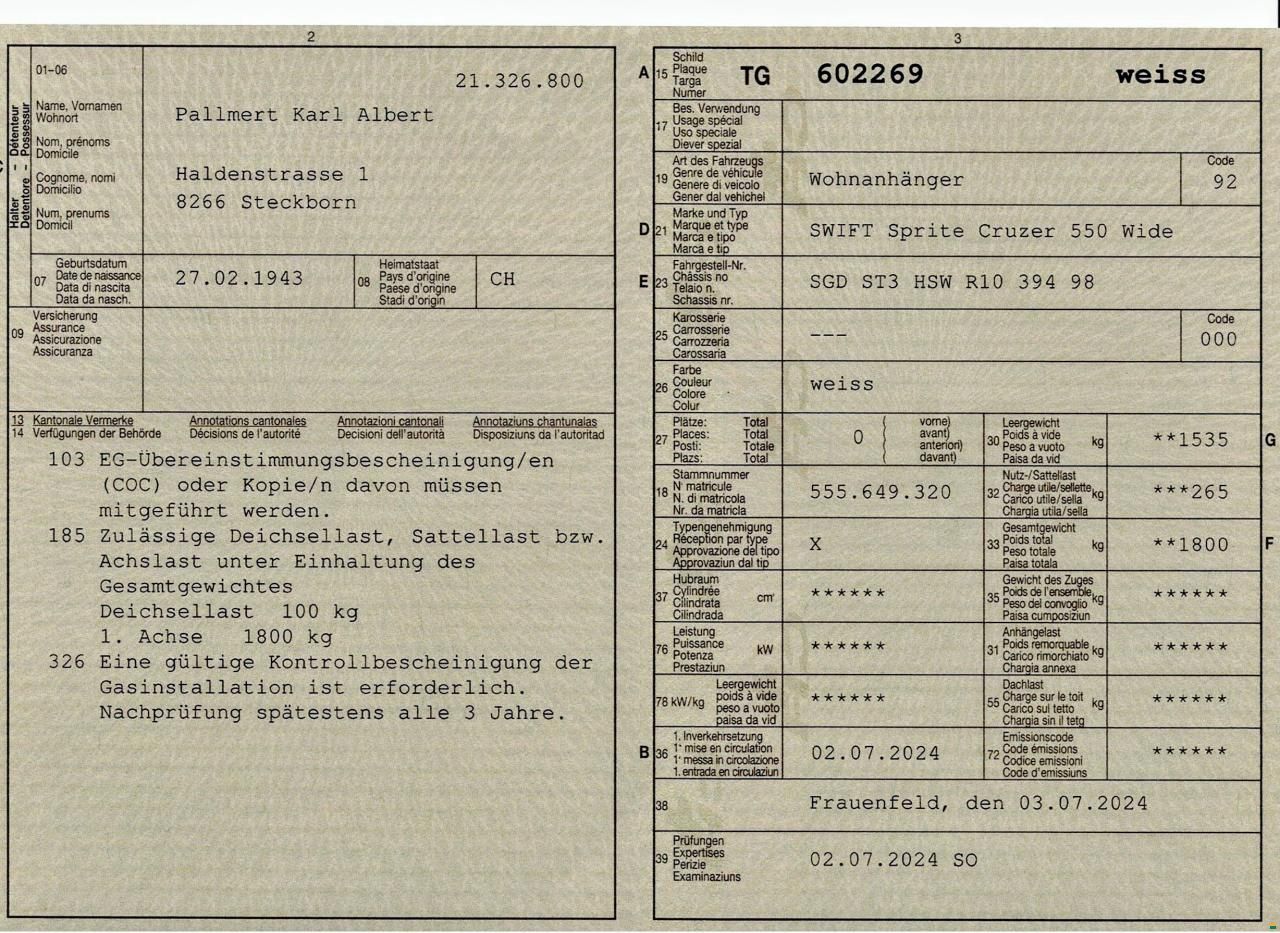 2
01-06
21.326.800
Halter – Détenteur
Detentore – Possessur
Name, Vornamen
Wohnort
Nom, prénoms
Domicile
Cognome, nomi
Domicilio
Num, prenums
Domicil
Pallmert Karl Albert
Haldenstrasse 1
8266 Steckborn
07
Geburtsdatum
Date de naissance
Data di nascita
Data da nasch.
27.02.1943
08
Heimatstaat
Pays d'origine
Paese d'origine
Stadi d'origin
CH
09
Versicherung
Assurance
Assicurazione
Assicuranza
13 Kantonale Vermerke Annotations cantonales Annotazioni cantonali Annotaziuns chantunalas
14 Verfügungen der Behörde Décisions de l'autorité Decisioni dell'autorità Disposiziuns da l'autoritad
103 EG-Übereinstimmungsbescheinigung/en
(COC) oder Kopie/n davon müssen
mitgeführt werden.
185 Zulässige Deichsellast, Sattellast bzw.
Achslast unter Einhaltung des
Gesamtgewichtes
Deichsellast 100 kg
1. Achse 1800 kg
326 Eine gültige Kontrollbescheinigung der
Gasinstallation ist erforderlich.
Nachprüfung spätestens alle 3 Jahre.
3
A 15
Schild
Plaque
Targa
Numer
TG 602269 weiss
17
Bes. Verwendung
Usage spécial
Uso speciale
Diever spezial
19
Art des Fahrzeugs
Genre de véhicule
Genere di veicolo
Gener dal vehichel
Wohnanhänger
Code
92
D 21
Marke und Typ
Marque et type
Marca e tipo
Marca e tip
SWIFT Sprite Cruzer 550 Wide
E 23
Fahrgestell-Nr.
Châssis no
Telaio n.
Schassis nr.
SGD ST3 HSW R10 394 98
25
Karosserie
Carrosserie
Carrozzeria
Carossaria
---
Code
000
26
Farbe
Couleur
Colore
Colur
weiss
27
Plätze: Total
Places: Total
Posti: Totale
Plazs: Total
0
( vorne)
( avant)
( anteriori)
( davant)
30
Leergewicht
Poids à vide
Peso a vuoto
Paisa da vid
kg
**1535
G
18
Stammnummer
N° matricule
N. di matricola
Nr. da matricla
555.649.320
32
Nutz-/Sattellast
Charge utile/sellette
Carico utile/sella
Chargia utila/sella
kg
***265
24
Typengenehmigung
Réception par type
Approvazione del tipo
Approvaziun dal tip
X
33
Gesamtgewicht
Poids total
Peso totale
Paisa totala
kg
**1800
F
37
Hubraum
Cylindrée
Cilindrata
Cilindrada
cm³
******
35
Gewicht des Zuges
Poids de l'ensemble
Peso del convoglio
Paisa cumposiziun
kg
******
76
Leistung
Puissance
Potenza
Prestaziun
kW
******
31
Anhängelast
Poids remorquable
Carico rimorchiato
Chargia annexa
kg
******
78 kW/kg
Leergewicht
poids à vide
peso a vuoto
paisa da vid
******
55
Dachlast
Charge sur le toit
Carico sul tetto
Chargia sin il tetg
kg
******
B 36
1. Inverkehrsetzung
1ᵉ mise en circulation
1ᵃ messa in circolazione
1. entrada en circulaziun
02.07.2024
72
Emissionscode
Code émissions
Codice emissioni
Code d'emissiuns
******
38
Frauenfeld, den 03.07.2024
39
Prüfungen
Expertises
Perizie
Examinaziuns
02.07.2024 SO